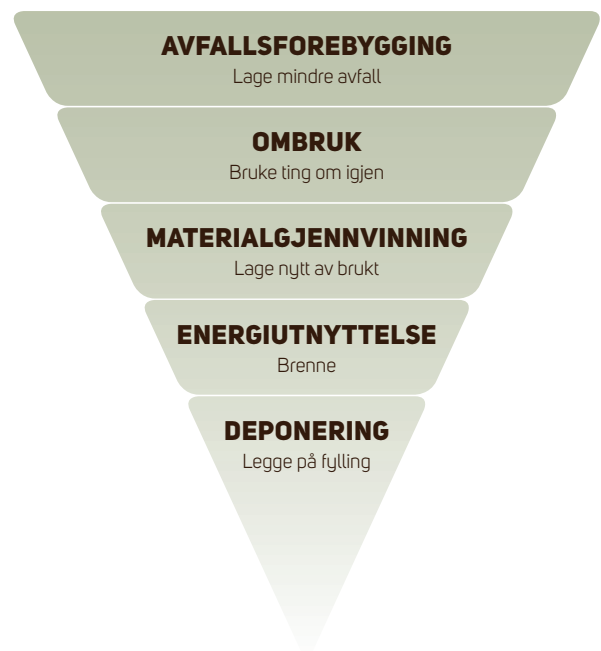 AVFALLSFOREBYGGING
Lage mindre avfall
OMBRUK
Bruke ting om igjen
MATERIALGJENNVINNING
Lage nytt av brukt
ENERGIUTNYTTELSE
Brenne
DEPONERING
Legge på fylling